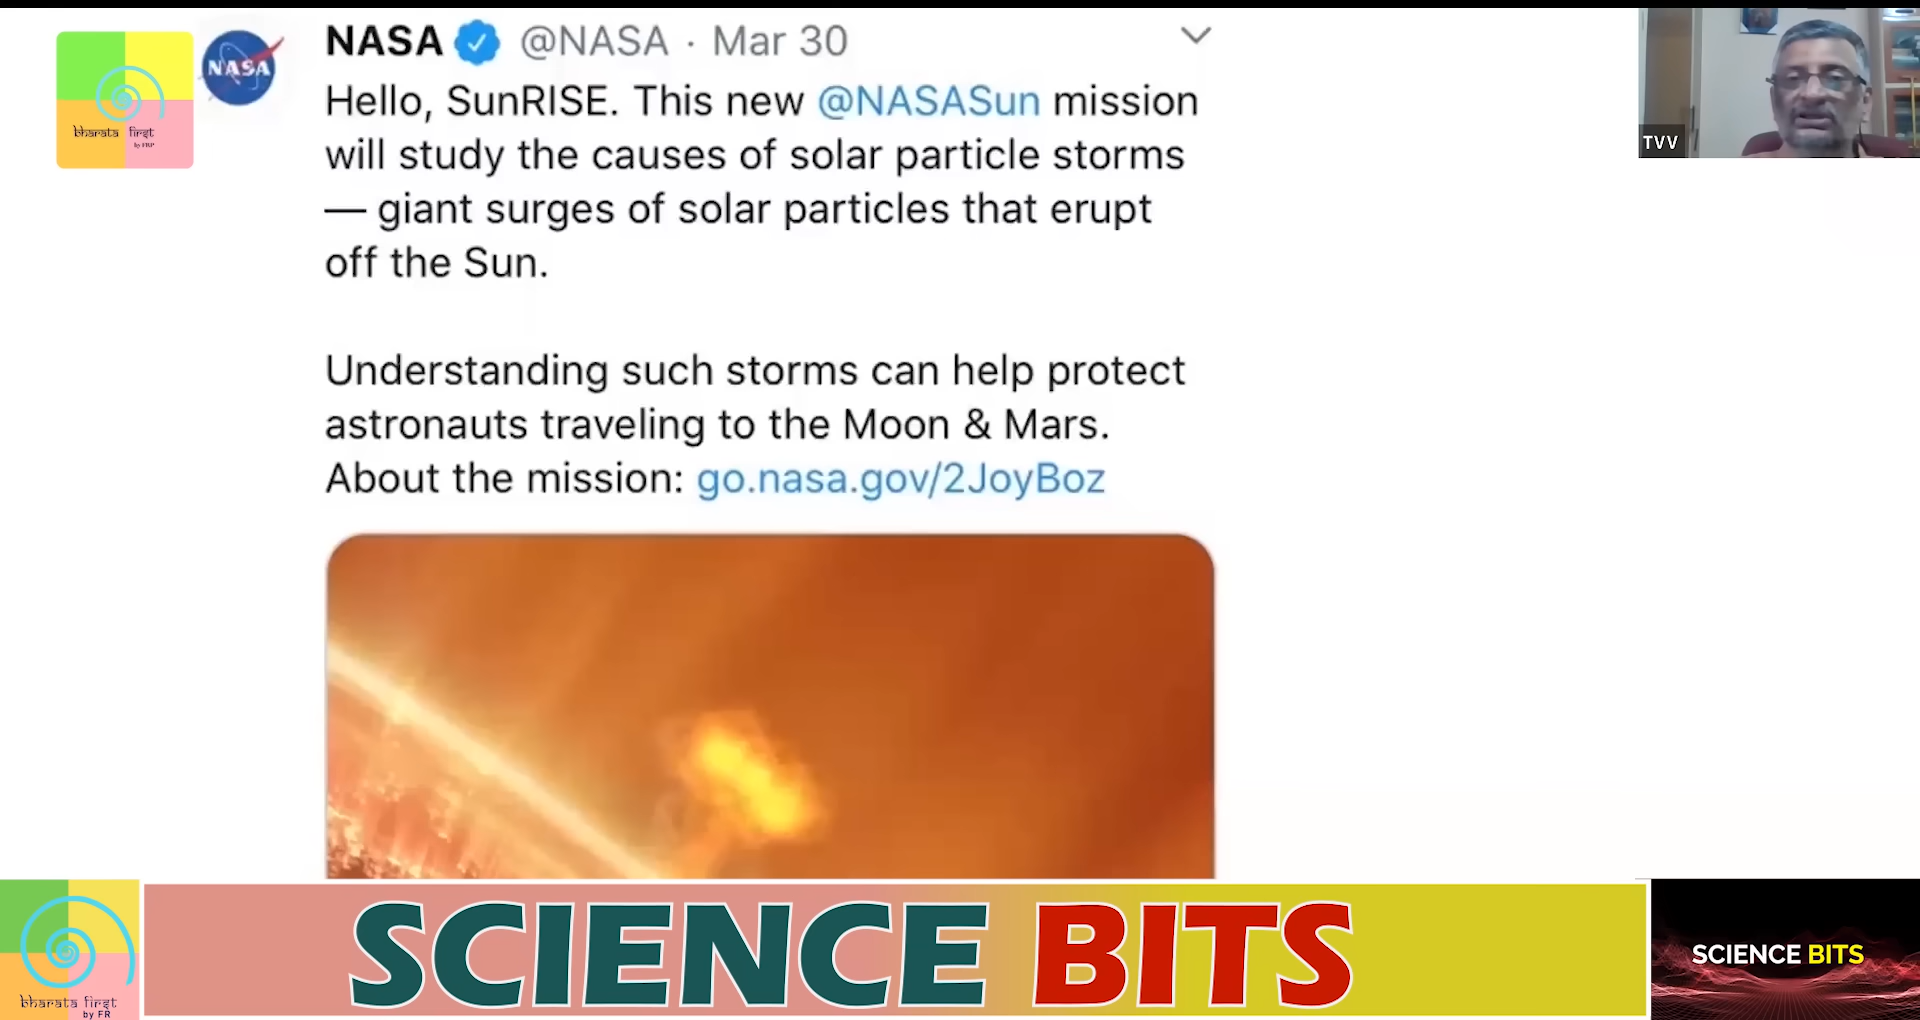 NASA @NASA · Mar 30
Hello, SunRISE. This new @NASASun mission
will study the causes of solar particle storms
— giant surges of solar particles that erupt
off the Sun.
Understanding such storms can help protect
astronauts traveling to the Moon & Mars.
About the mission: go.nasa.gov/2JoyBoz
NASA
bharata first
by FRP
TVV
SCIENCE BITS
bharata first
by FR
SCIENCE BITS